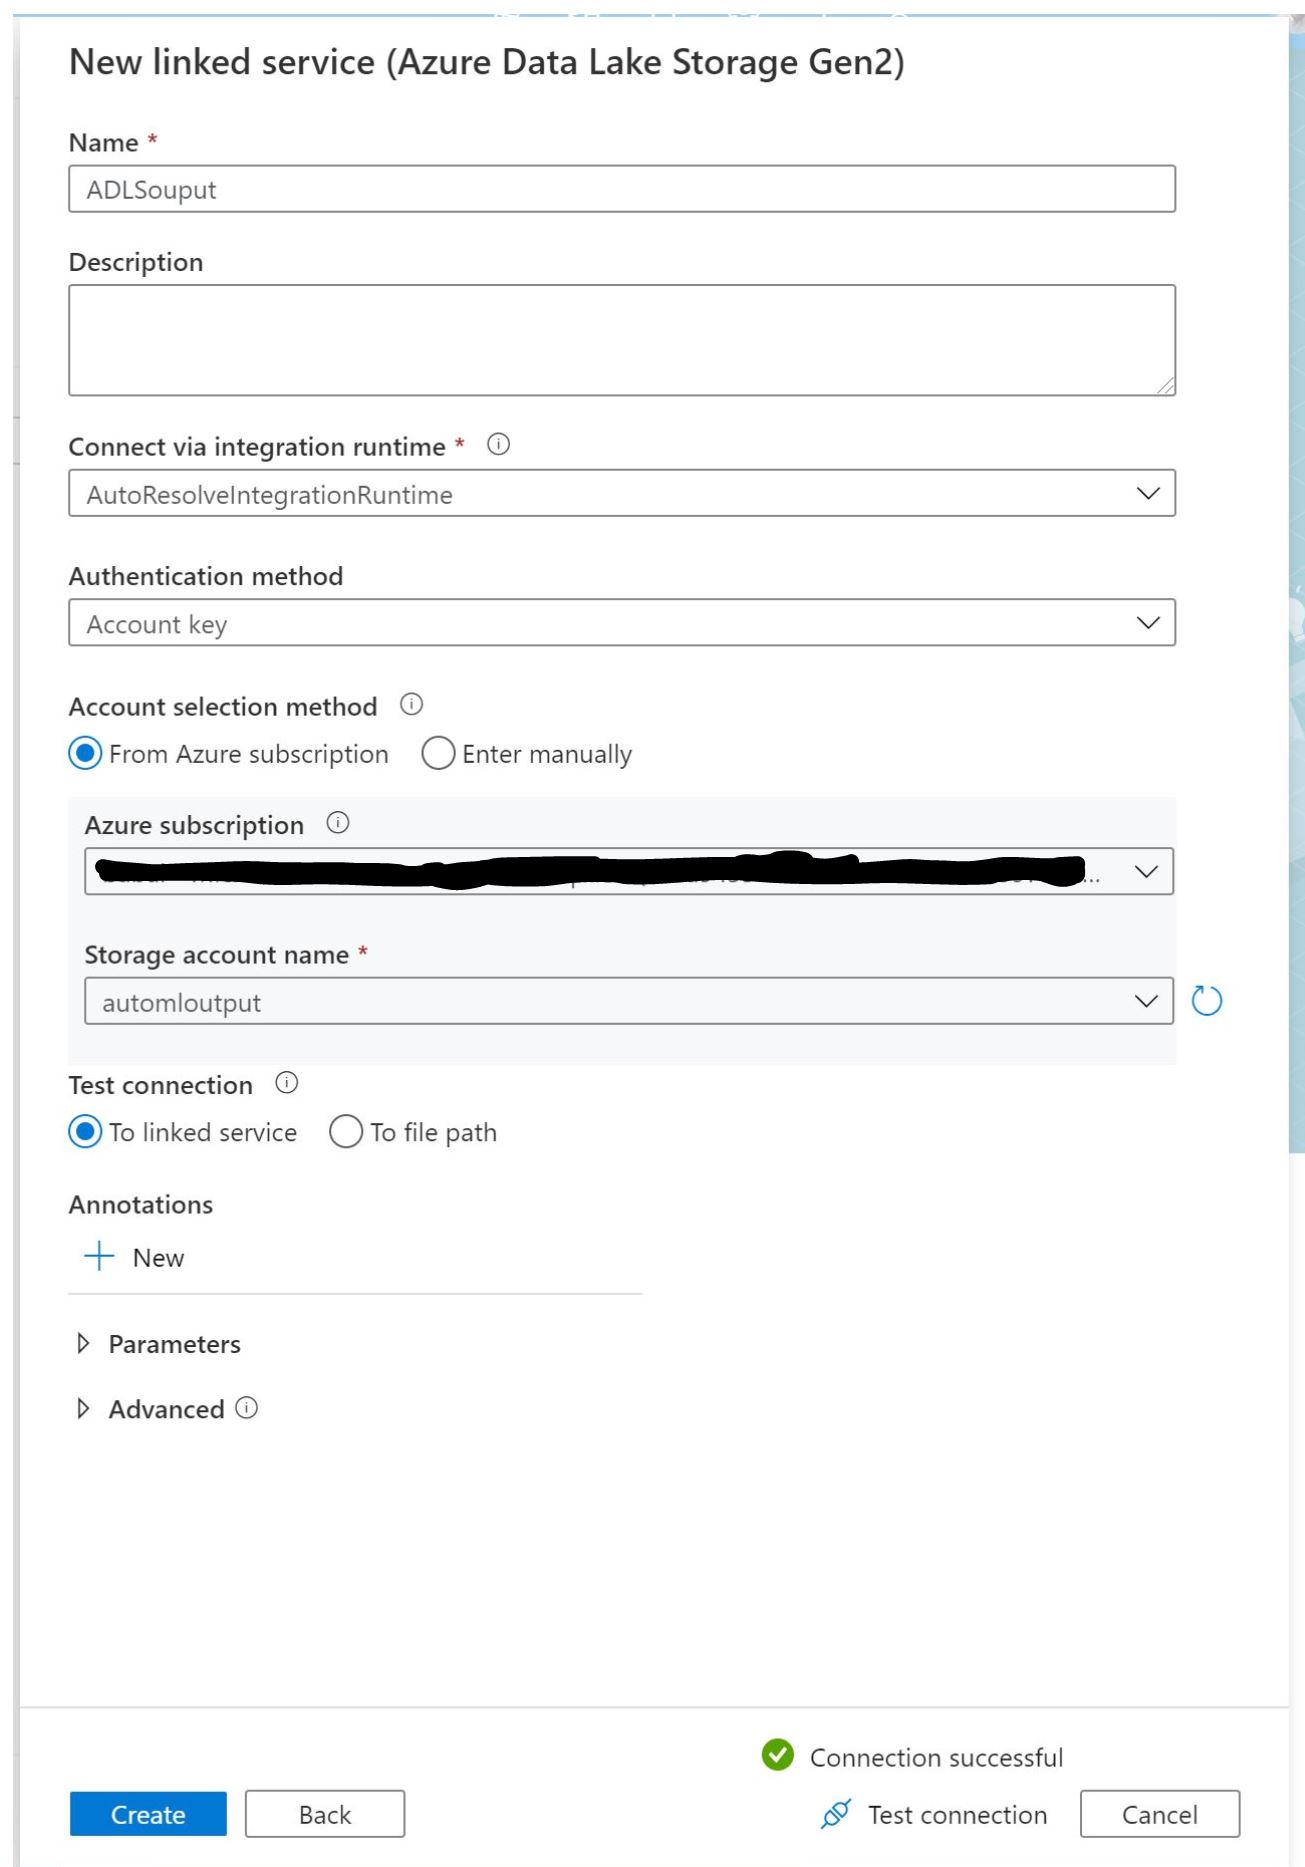 New linked service (Azure Data Lake Storage Gen2)
Name *
ADLSouput
Description
Connect via integration runtime *
AutoResolveIntegrationRuntime
Authentication method
Account key
Account selection method
From Azure subscription Enter manually
Azure subscription
...
Storage account name *
automloutput
Test connection
To linked service To file path
Annotations
New
Parameters
Advanced
Connection successful
Create Back Test connection Cancel